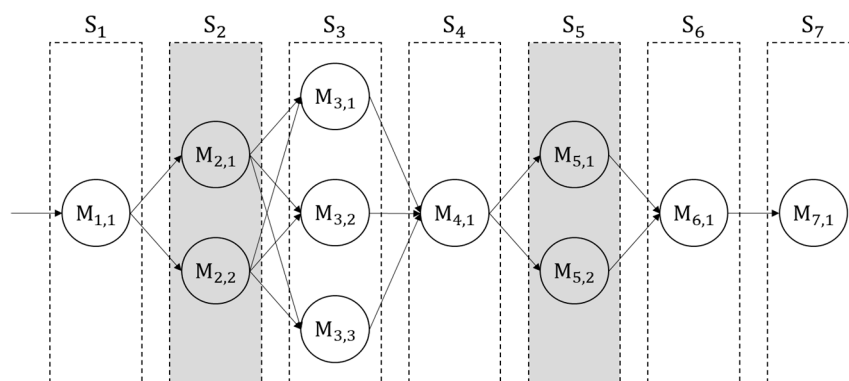 S₁ S₂ S₃ S₄ S₅ S₆ S₇
M₃,₁
M₂,₁ M₅,₁
M₁,₁ M₃,₂ M₄,₁ M₆,₁ M₇,₁
M₂,₂ M₅,₂
M₃,₃